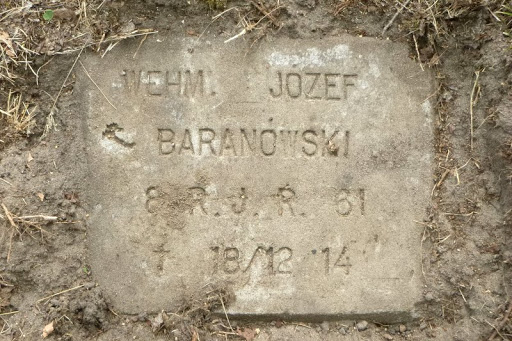 WEHM. JOZEF
BARANOWSKI
8 R.J.R. 61
† 18/12 14